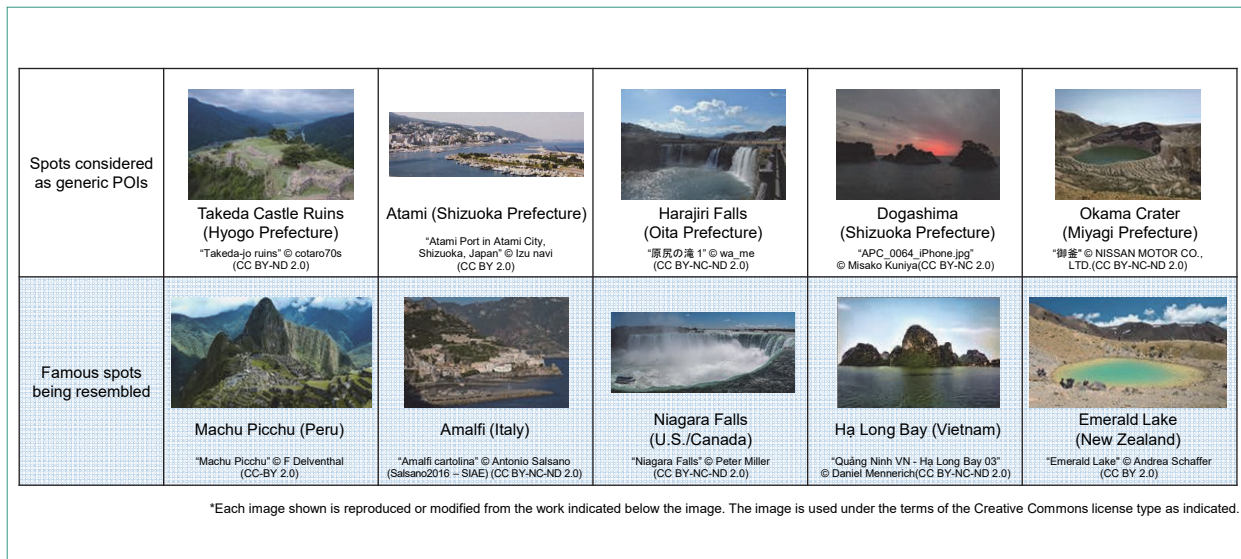 Spots considered
as generic POIs
Takeda Castle Ruins
(Hyogo Prefecture)
“Takeda-jo ruins” © cotaro70s
(CC BY-ND 2.0)
Atami (Shizuoka Prefecture)
“Atami Port in Atami City,
Shizuoka, Japan” © Izu navi
(CC BY 2.0)
Harajiri Falls
(Oita Prefecture)
“原尻の滝 1” © wa_me
(CC BY-NC-ND 2.0)
Dogashima
(Shizuoka Prefecture)
“APC_0064_iPhone.jpg”
© Misako Kuniya(CC BY-NC 2.0)
Okama Crater
(Miyagi Prefecture)
“御釜" © NISSAN MOTOR CO.,
LTD.(CC BY-NC-ND 2.0)
Famous spots
being resembled
Machu Picchu (Peru)
“Machu Picchu” © F Delventhal
(CC-BY 2.0)
Amalfi (Italy)
“Amalfi cartolina” © Antonio Salsano
(Salsano2016 – SIAE) (CC BY-NC-ND 2.0)
Niagara Falls
(U.S./Canada)
“Niagara Falls” © Peter Miller
(CC BY-NC-ND 2.0)
Hạ Long Bay (Vietnam)
“Quảng Ninh VN - Hạ Long Bay 03”
© Daniel Mennerich(CC BY-NC-ND 2.0)
Emerald Lake
(New Zealand)
“Emerald Lake" © Andrea Schaffer
(CC BY 2.0)
*Each image shown is reproduced or modified from the work indicated below the image. The image is used under the terms of the Creative Commons license type as indicated.